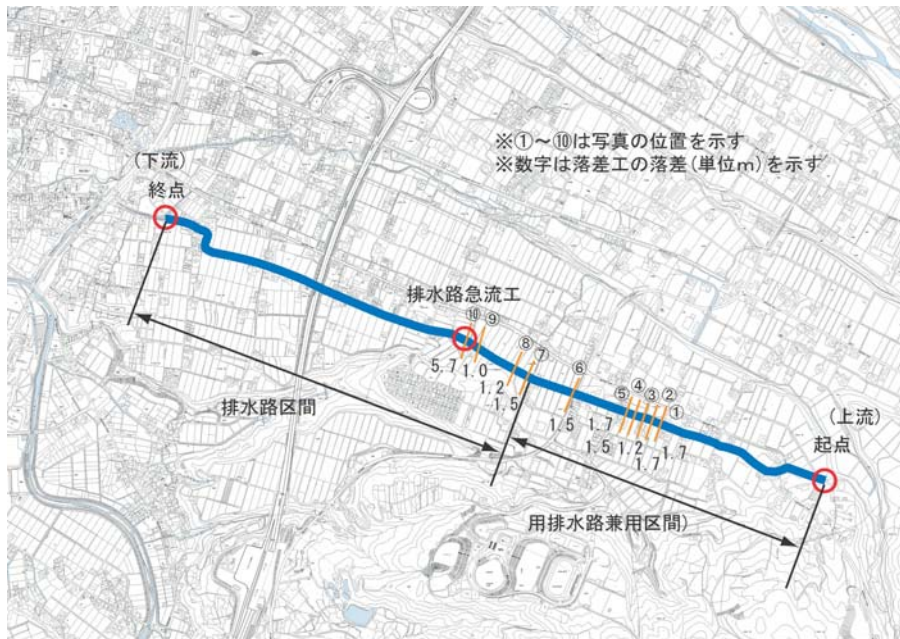 ※①～⑩は写真の位置を示す
※数字は落差工の落差(単位m)を示す
(下流)
終点
排水路急流工
⑩
⑨
⑧
⑦
⑥
⑤
④
③
②
①
5.7
1.0
1.2
1.5
1.5
1.7
1.5
1.2
1.7
1.7
(上流)
起点
排水路区間
用排水路兼用区間)